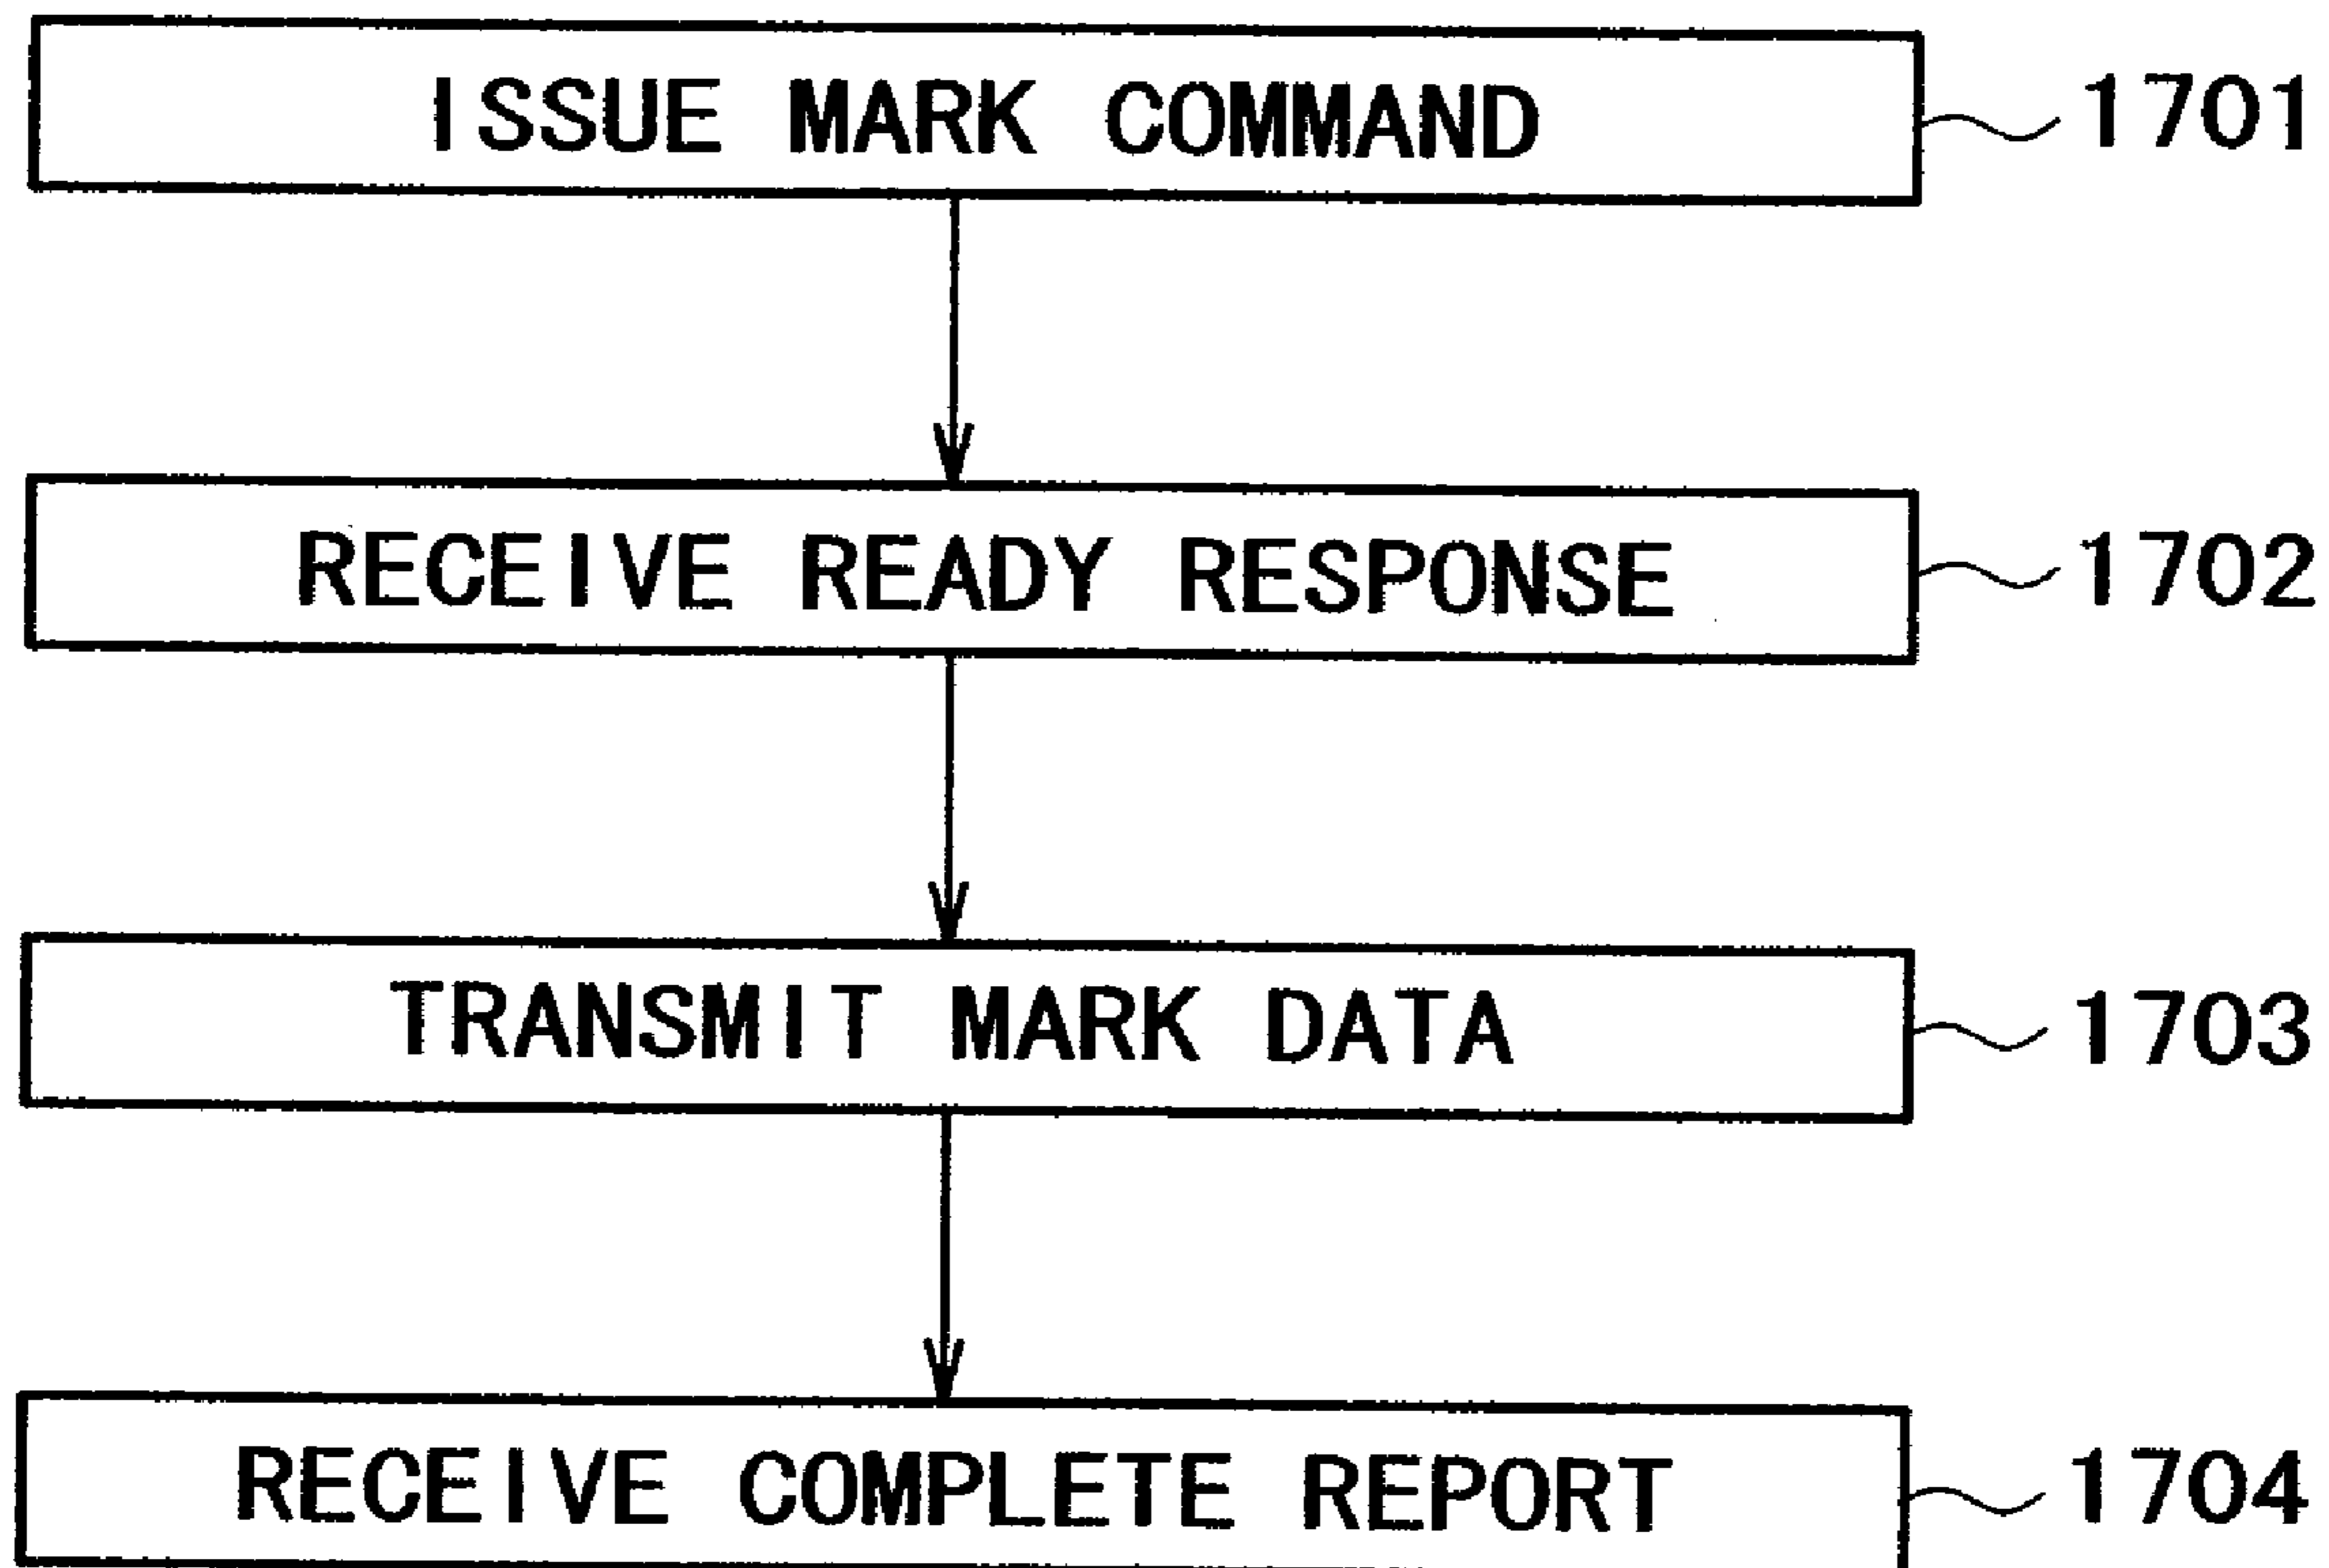 ISSUE MARK COMMAND 1701
RECEIVE READY RESPONSE 1702
TRANSMIT MARK DATA 1703
RECEIVE COMPLETE REPORT 1704